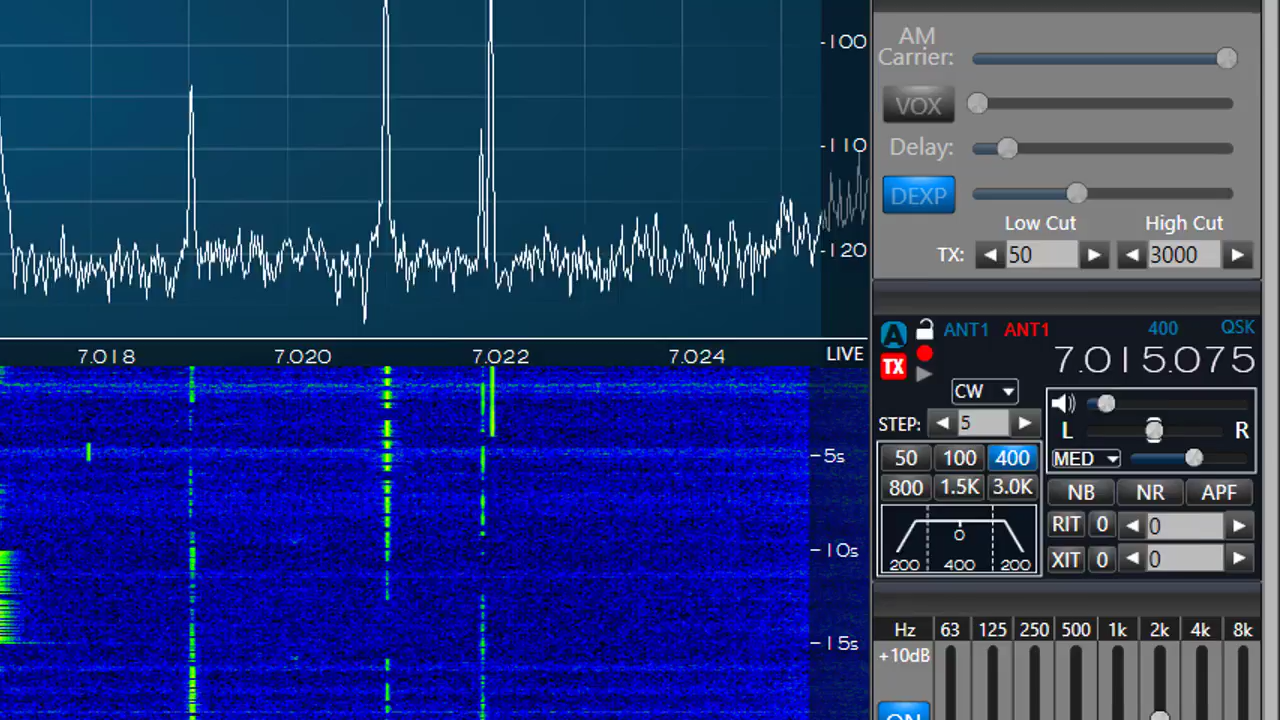 -100
-110
-120
7.018 7.020 7.022 7.024 LIVE
-5s
-10s
-15s
AM
Carrier:
VOX
Delay:
DEXP
Low Cut High Cut
TX: 50 3000
A ANT1 ANT1 400 QSK
TX 7.015.075
CW
STEP: 5
L R
MED
50 100 400
800 1.5K 3.0K
0
200 400 200
NB NR APF
RIT 0 0
XIT 0 0
Hz 63 125 250 500 1k 2k 4k 8k
+10dB
ON